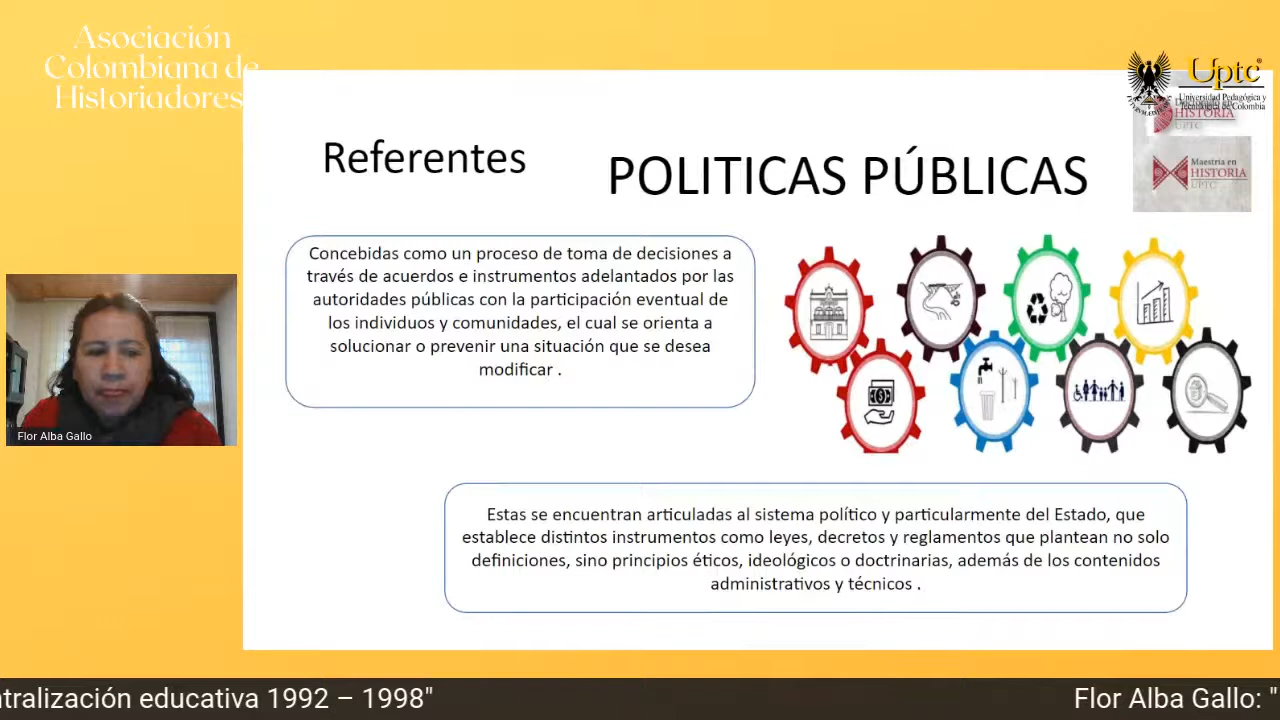 Asociación
Colombiana de
Historiadores
Uptc
Universidad Pedagógica y
Tecnológica de Colombia
HISTORIA
UPTC
Maestría en
HISTORIA
UPTC
Referentes
POLITICAS PÚBLICAS
Concebidas como un proceso de toma de decisiones a
través de acuerdos e instrumentos adelantados por las
autoridades públicas con la participación eventual de
los individuos y comunidades, el cual se orienta a
solucionar o prevenir una situación que se desea
modificar .
Flor Alba Gallo
Estas se encuentran articuladas al sistema político y particularmente del Estado, que
establece distintos instrumentos como leyes, decretos y reglamentos que plantean no solo
definiciones, sino principios éticos, ideológicos o doctrinarias, además de los contenidos
administrativos y técnicos .
ntralización educativa 1992 – 1998"
Flor Alba Gallo: "